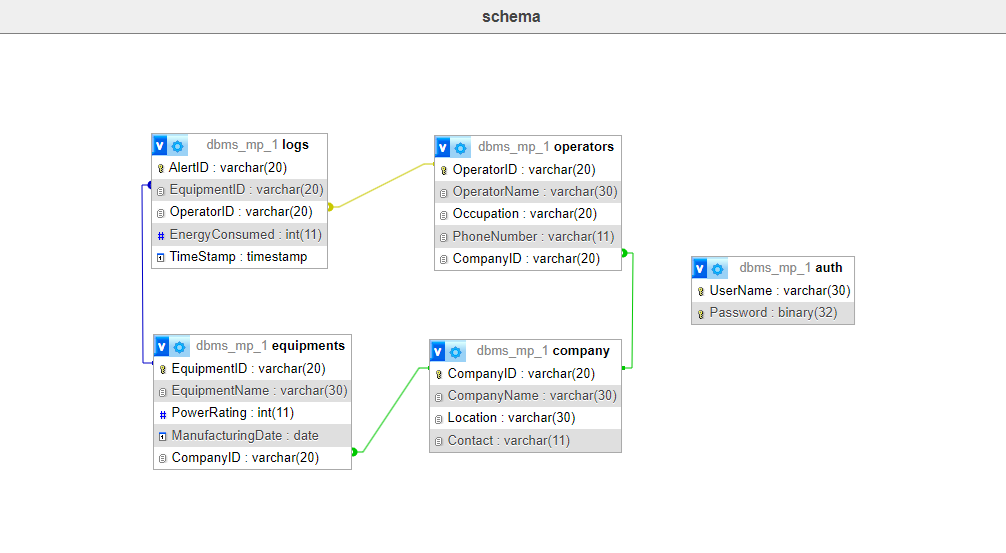 schema
v dbms_mp_1 logs
AlertID : varchar(20)
EquipmentID : varchar(20)
OperatorID : varchar(20)
# EnergyConsumed : int(11)
TimeStamp : timestamp
v dbms_mp_1 operators
OperatorID : varchar(20)
OperatorName : varchar(30)
Occupation : varchar(20)
PhoneNumber : varchar(11)
CompanyID : varchar(20)
v dbms_mp_1 auth
UserName : varchar(30)
Password : binary(32)
v dbms_mp_1 equipments
EquipmentID : varchar(20)
EquipmentName : varchar(30)
# PowerRating : int(11)
ManufacturingDate : date
CompanyID : varchar(20)
v dbms_mp_1 company
CompanyID : varchar(20)
CompanyName : varchar(30)
Location : varchar(30)
Contact : varchar(11)